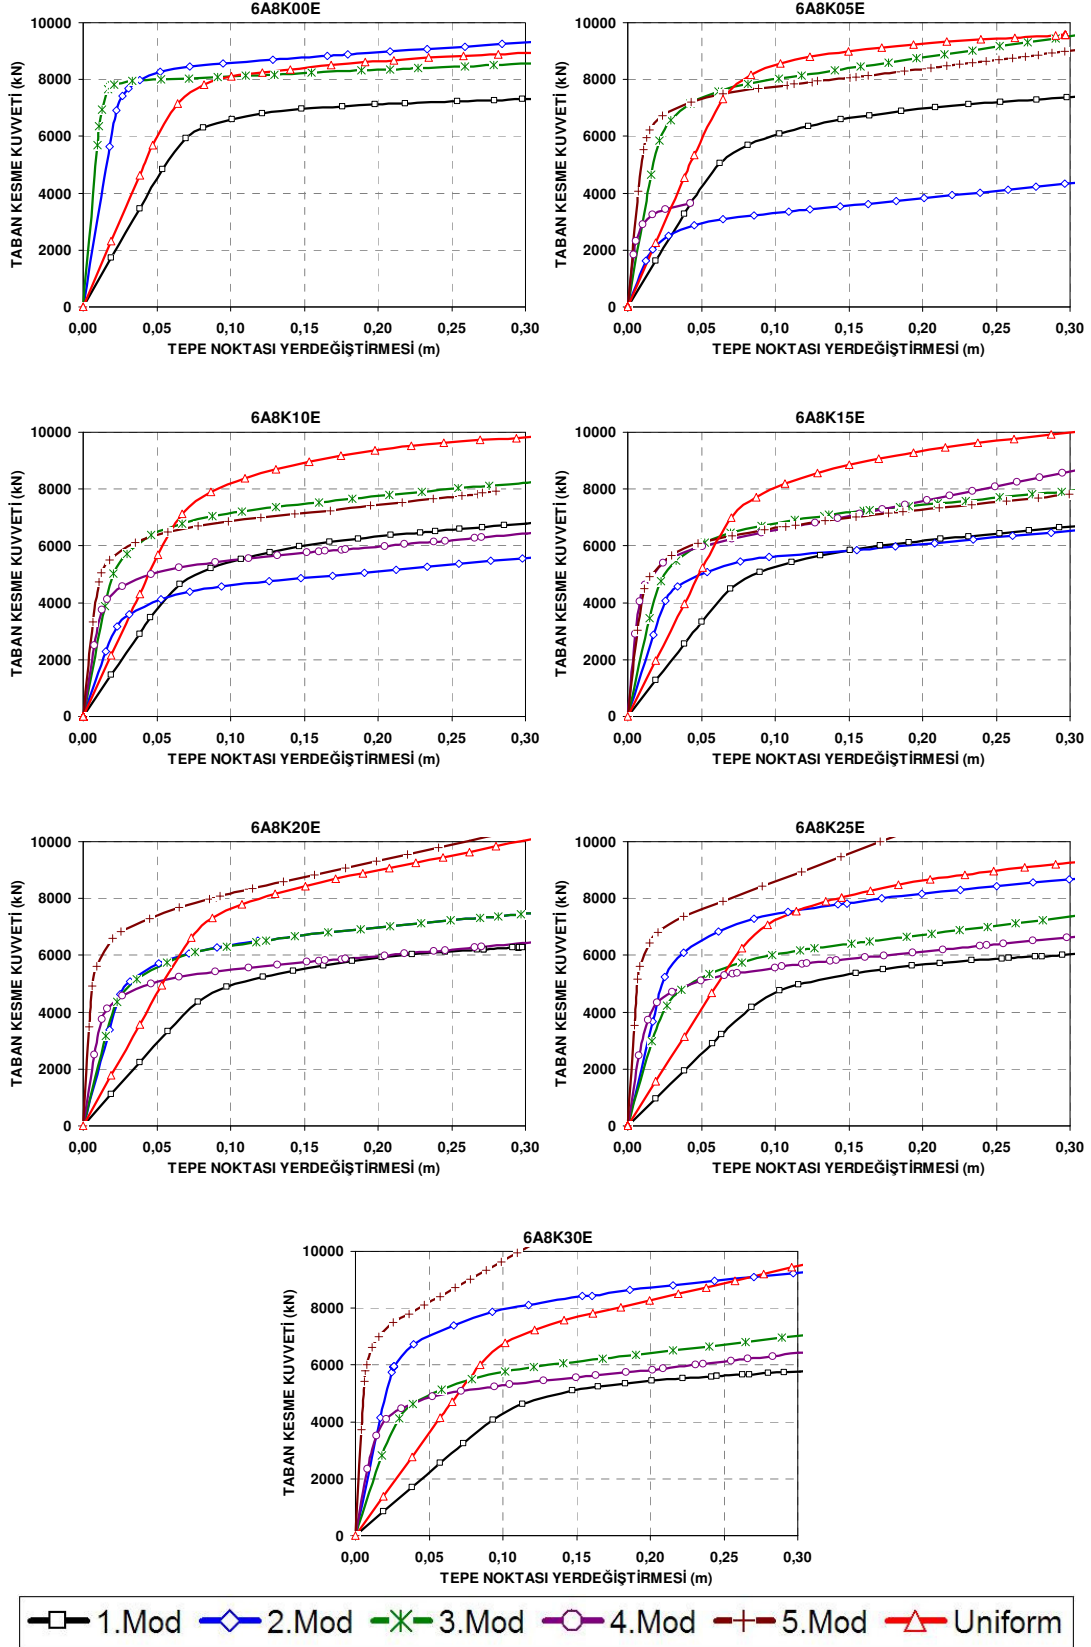 6A8K00E
TABAN KESME KUVVETİ (kN)
10000
8000
6000
4000
2000
0
0,00 0,05 0,10 0,15 0,20 0,25 0,30
TEPE NOKTASI YERDEĞİŞTİRMESİ (m)
6A8K05E
TABAN KESME KUVVETİ (kN)
10000
8000
6000
4000
2000
0
0,00 0,05 0,10 0,15 0,20 0,25 0,30
TEPE NOKTASI YERDEĞİŞTİRMESİ (m)
6A8K10E
TABAN KESME KUVVETİ (kN)
10000
8000
6000
4000
2000
0
0,00 0,05 0,10 0,15 0,20 0,25 0,30
TEPE NOKTASI YERDEĞİŞTİRMESİ (m)
6A8K15E
TABAN KESME KUVVETİ (kN)
10000
8000
6000
4000
2000
0
0,00 0,05 0,10 0,15 0,20 0,25 0,30
TEPE NOKTASI YERDEĞİŞTİRMESİ (m)
6A8K20E
TABAN KESME KUVVETİ (kN)
10000
8000
6000
4000
2000
0
0,00 0,05 0,10 0,15 0,20 0,25 0,30
TEPE NOKTASI YERDEĞİŞTİRMESİ (m)
6A8K25E
TABAN KESME KUVVETİ (kN)
10000
8000
6000
4000
2000
0
0,00 0,05 0,10 0,15 0,20 0,25 0,30
TEPE NOKTASI YERDEĞİŞTİRMESİ (m)
6A8K30E
TABAN KESME KUVVETİ (kN)
10000
8000
6000
4000
2000
0
0,00 0,05 0,10 0,15 0,20 0,25 0,30
TEPE NOKTASI YERDEĞİŞTİRMESİ (m)
1.Mod 2.Mod 3.Mod 4.Mod 5.Mod Uniform